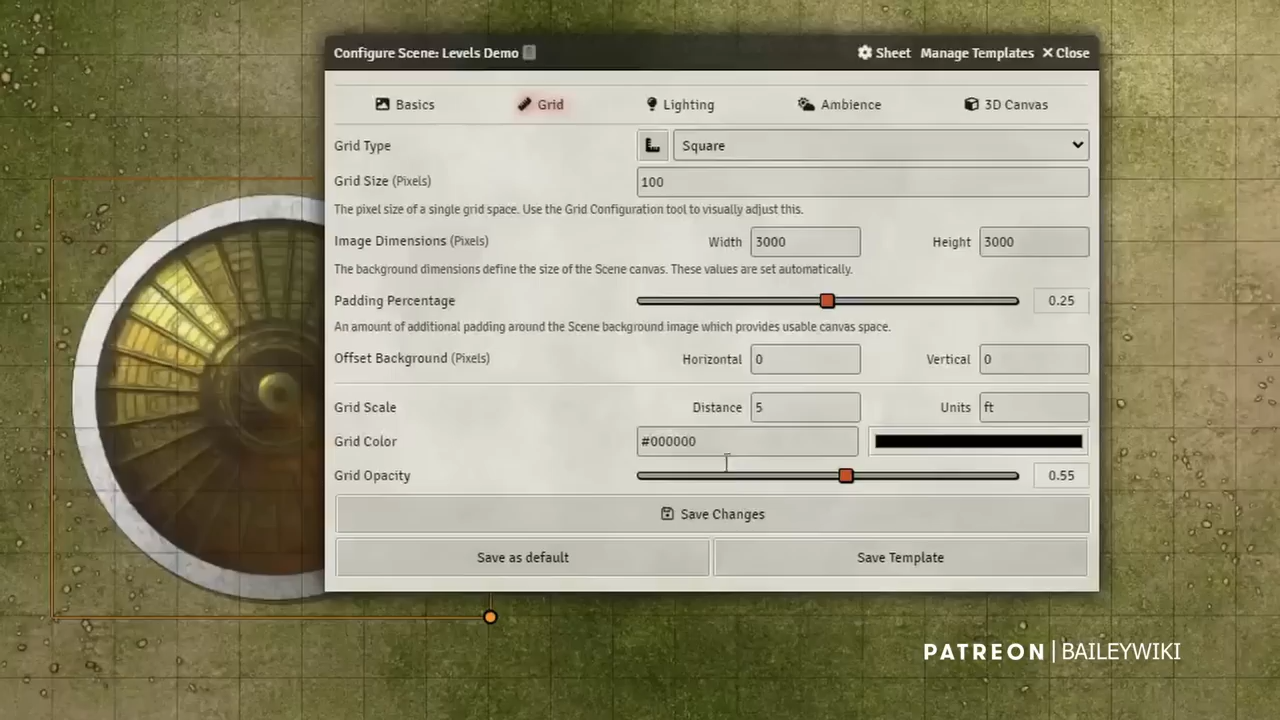 Configure Scene: Levels Demo Sheet Manage Templates Close
Basics Grid Lighting Ambience 3D Canvas
Grid Type Square
Grid Size (Pixels) 100
The pixel size of a single grid space. Use the Grid Configuration tool to visually adjust this.
Image Dimensions (Pixels) Width 3000 Height 3000
The background dimensions define the size of the Scene canvas. These values are set automatically.
Padding Percentage 0.25
An amount of additional padding around the Scene background image which provides usable canvas space.
Offset Background (Pixels) Horizontal 0 Vertical 0
Grid Scale Distance 5 Units ft
Grid Color #000000
Grid Opacity 0.55
Save Changes
Save as default Save Template
PATREON | BAILEYWIKI